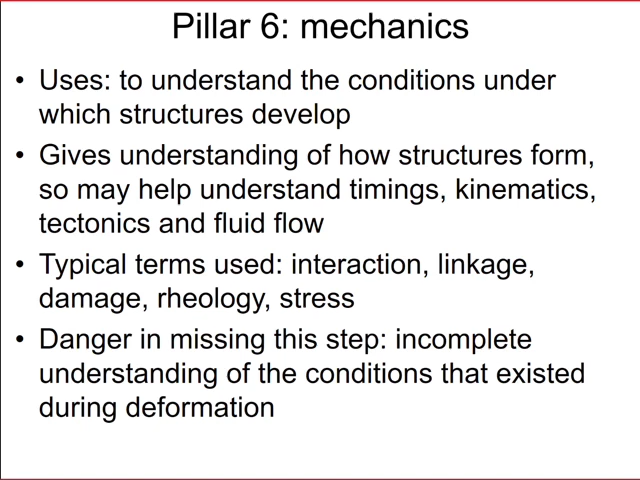 Pillar 6: mechanics
• Uses: to understand the conditions under
which structures develop
• Gives understanding of how structures form,
so may help understand timings, kinematics,
tectonics and fluid flow
• Typical terms used: interaction, linkage,
damage, rheology, stress
• Danger in missing this step: incomplete
understanding of the conditions that existed
during deformation